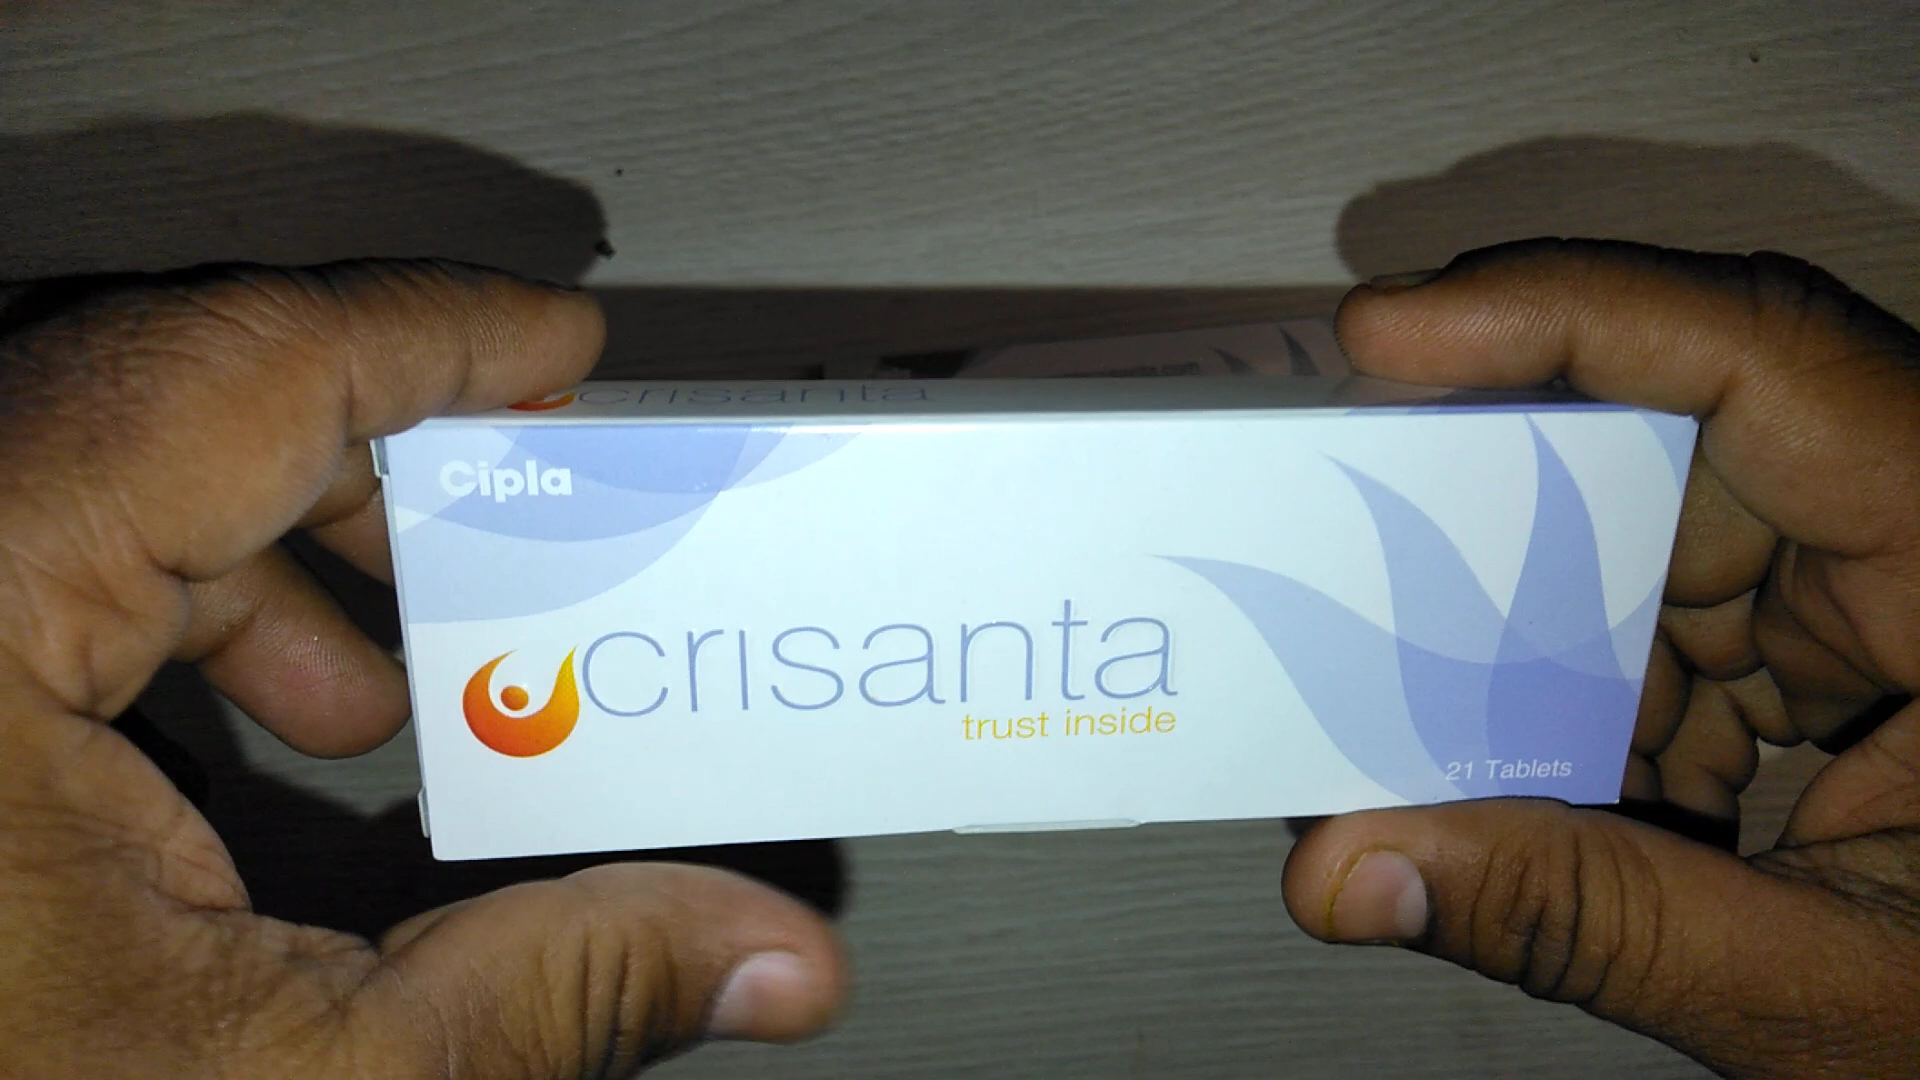 crisanta
Cipla
crisanta
trust inside
21 Tablets